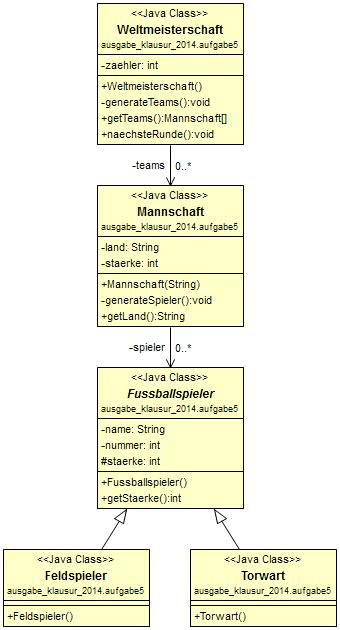 <<Java Class>>
Weltmeisterschaft
ausgabe_klausur_2014.aufgabe5
-zaehler: int
+Weltmeisterschaft()
-generateTeams():void
+getTeams():Mannschaft[]
+naechsteRunde():void
-teams 0..*
<<Java Class>>
Mannschaft
ausgabe_klausur_2014.aufgabe5
-land: String
-staerke: int
+Mannschaft(String)
-generateSpieler():void
+getLand():String
-spieler 0..*
<<Java Class>>
Fussballspieler
ausgabe_klausur_2014.aufgabe5
-name: String
-nummer: int
#staerke: int
+Fussballspieler()
+getStaerke():int
<<Java Class>>
Feldspieler
ausgabe_klausur_2014.aufgabe5
+Feldspieler()
<<Java Class>>
Torwart
ausgabe_klausur_2014.aufgabe5
+Torwart()